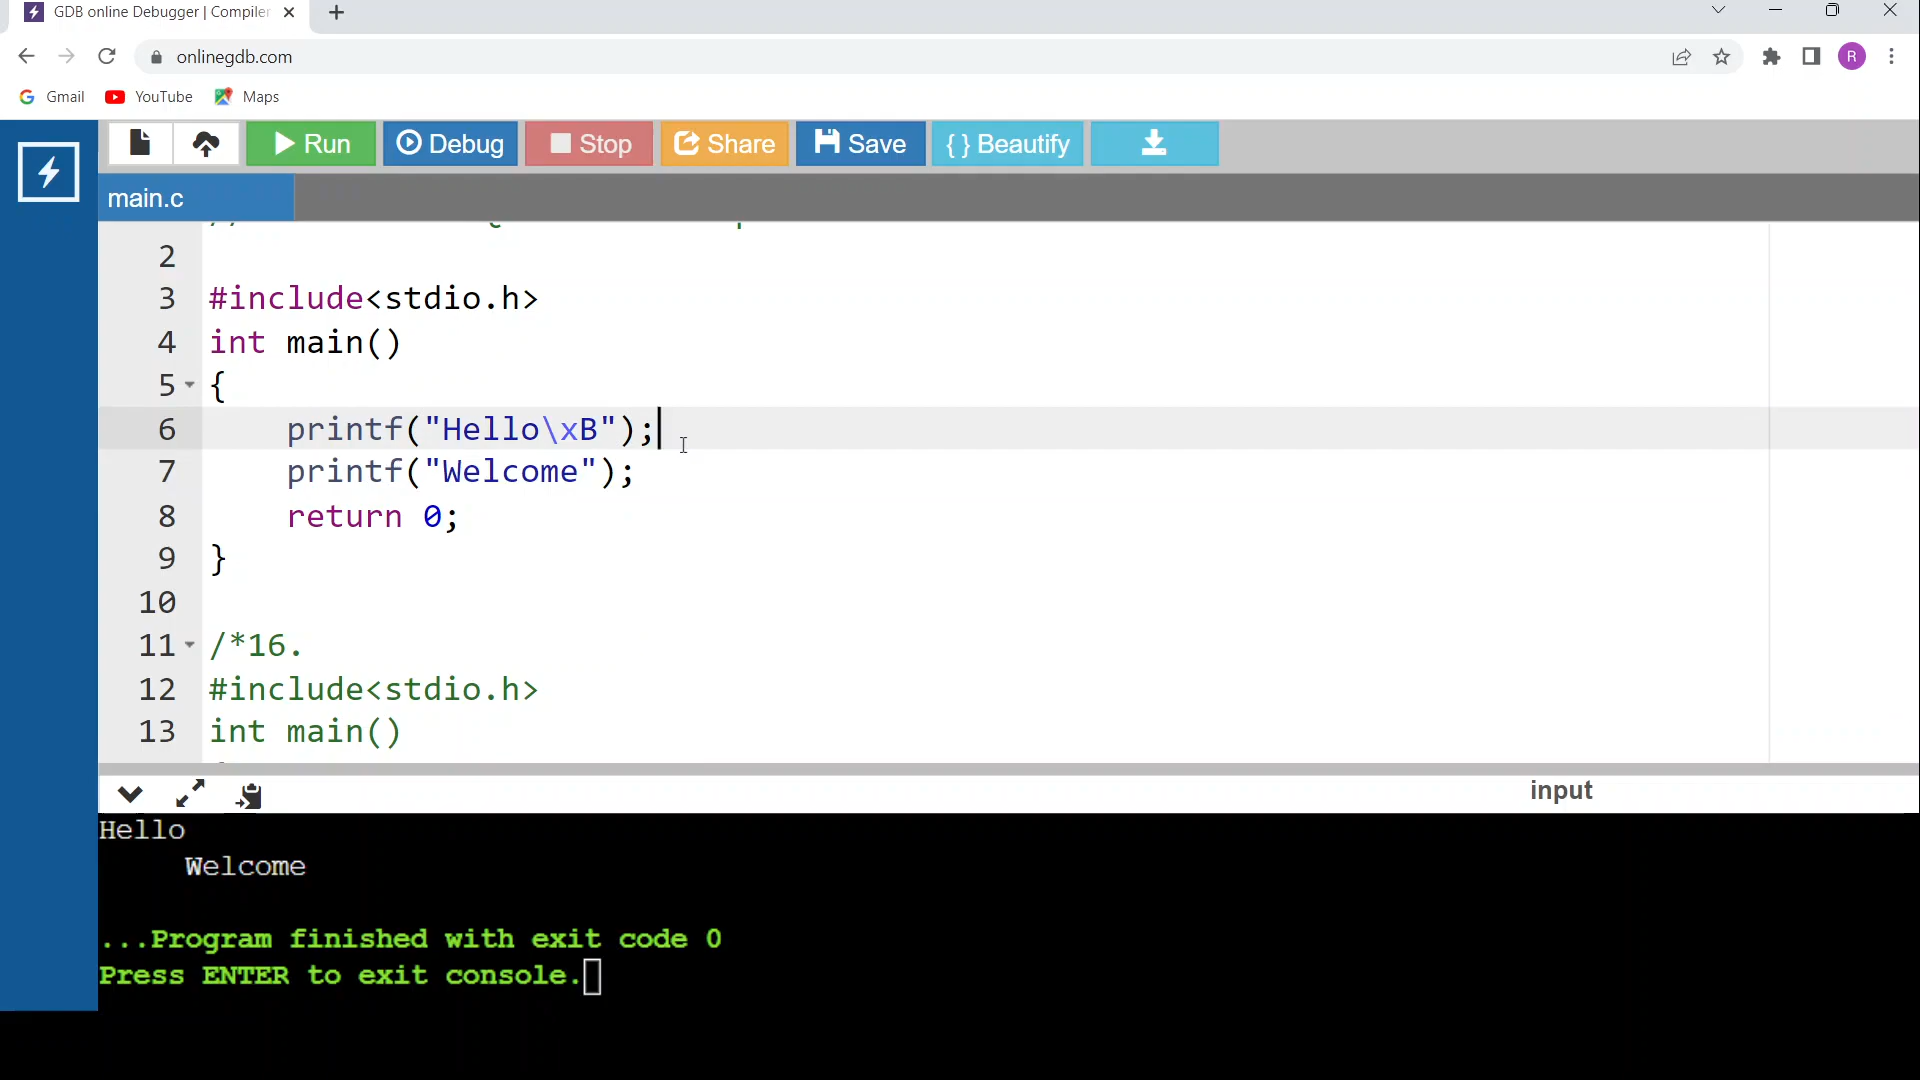 GDB online Debugger | Compiler
onlinegdb.com
R
Gmail YouTube Maps
Run Debug Stop Share Save { } Beautify
main.c
2
3 #include<stdio.h>
4 int main()
5 {
6 printf("Hello\xB");
7 printf("Welcome");
8 return 0;
9 }
10
11 /*16.
12 #include<stdio.h>
13 int main()
input
Hello
Welcome
...Program finished with exit code 0
Press ENTER to exit console.